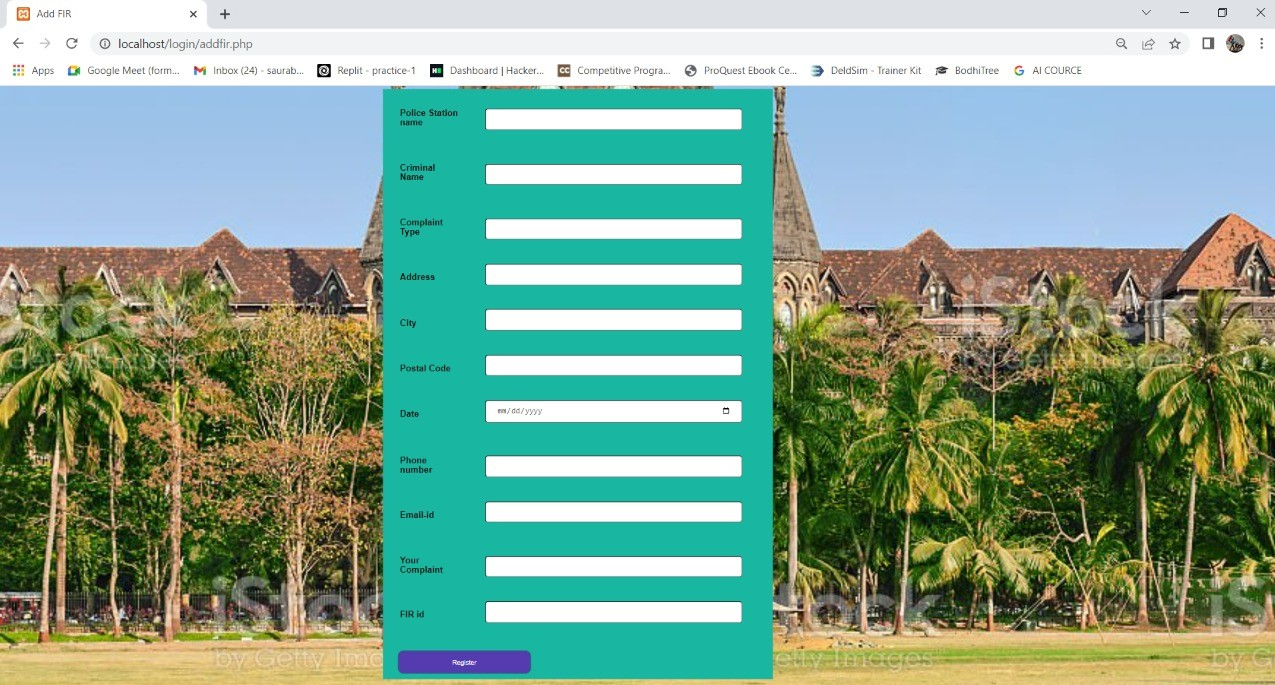 Add FIR
localhost/login/addfir.php
Apps
Google Meet (form...
Inbox (24) - saurab...
Replit - practice-1
Dashboard | Hacker...
Competitive Progra...
ProQuest Ebook Ce...
DeldSim - Trainer Kit
BodhiTree
AI COURCE
Police Station
name
Criminal
Name
Complaint
Type
Address
City
Postal Code
Date
mm/dd/yyyy
Phone
number
Email-id
Your
Complaint
FIR id
Register
iStock
by Getty Images